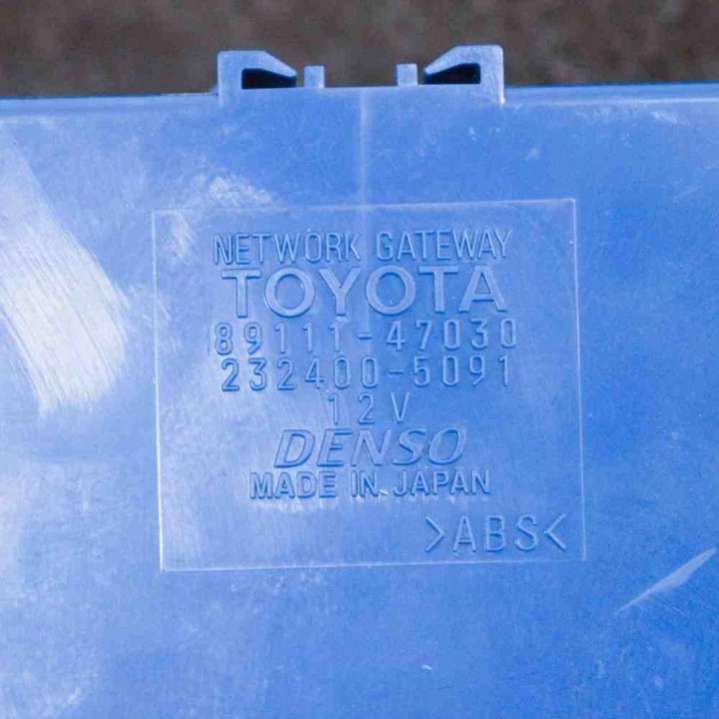 NETWORK GATEWAY
TOYOTA
89111-47030
232400-5091
12V
DENSO
MADE IN JAPAN
>ABS<